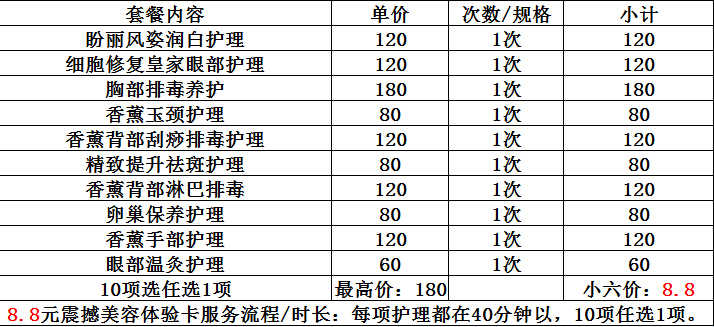 套餐内容 单价 次数/规格 小计
盼丽风姿润白护理 120 1次 120
细胞修复皇家眼部护理 120 1次 120
胸部排毒养护 180 1次 180
香薰玉颈护理 80 1次 80
香薰背部刮痧排毒护理 120 1次 120
精致提升祛斑护理 80 1次 80
香薰背部淋巴排毒 120 1次 120
卵巢保养护理 80 1次 80
香薰手部护理 120 1次 120
眼部温灸护理 60 1次 60
10项选任选1项 最高价：180 小六价：8.8
8.8元震撼美容体验卡服务流程/时长：每项护理都在40分钟以，10项任选1项。